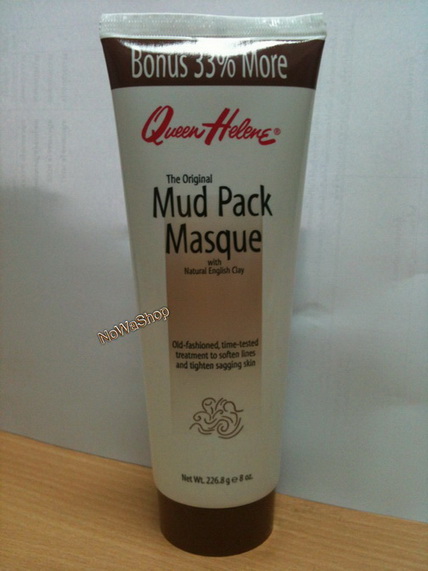 Bonus 33% More
Queen Helene®
The Original
Mud Pack
Masque
with
Natural English Clay
NoWaShop
Old-fashioned, time-tested
treatment to soften lines
and tighten sagging skin
Net Wt. 226.8 g e 8 oz.